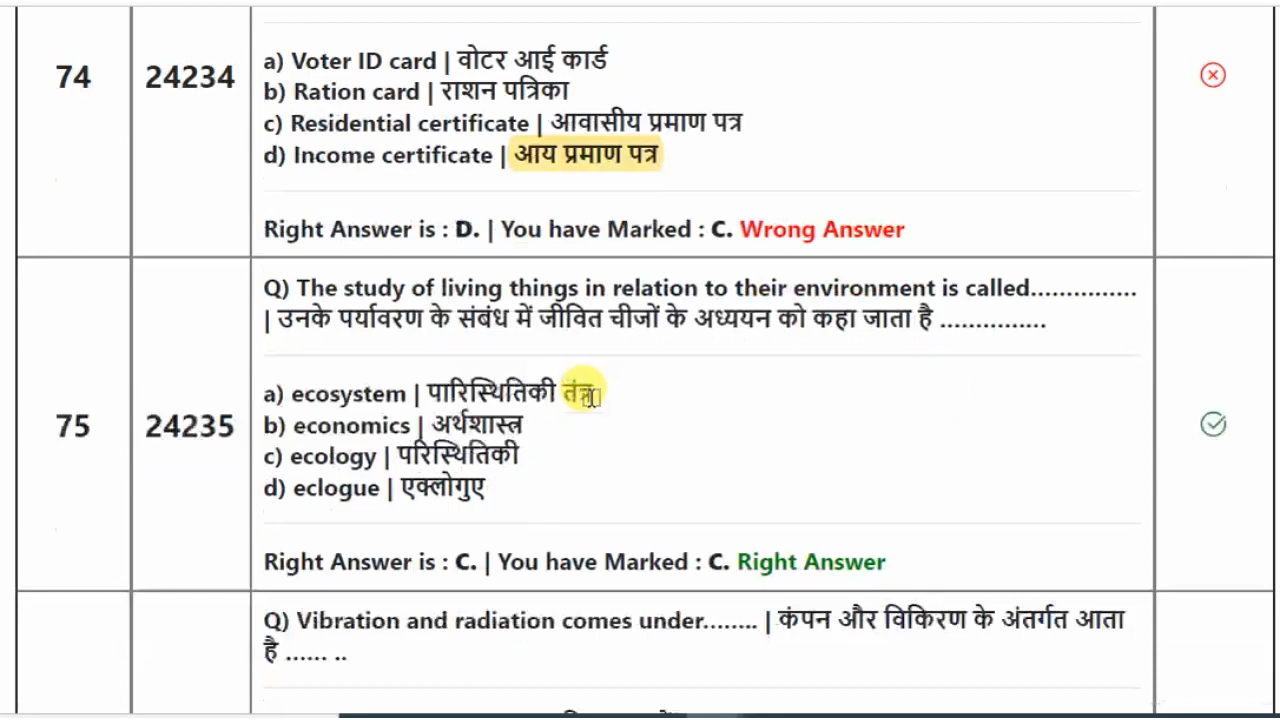 74
24234
a) Voter ID card | वोटर आई कार्ड
b) Ration card | राशन पत्रिका
c) Residential certificate | आवासीय प्रमाण पत्र
d) Income certificate | आय प्रमाण पत्र
Right Answer is : D. | You have Marked : C. Wrong Answer
75
24235
Q) The study of living things in relation to their environment is called...............
| उनके पर्यावरण के संबंध में जीवित चीजों के अध्ययन को कहा जाता है ...............
a) ecosystem | पारिस्थितिकी तंत्र
b) economics | अर्थशास्त्र
c) ecology | परिस्थितिकी
d) eclogue | एक्लोगुए
Right Answer is : C. | You have Marked : C. Right Answer
Q) Vibration and radiation comes under........ | कंपन और विकिरण के अंतर्गत आता
है ...... ..